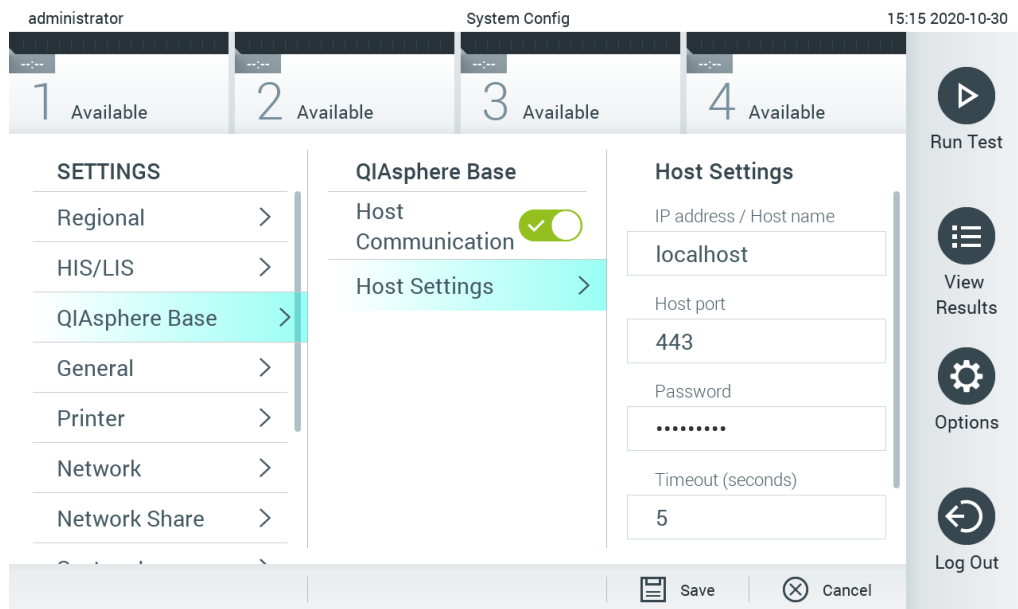 administrator
System Config
15:15 2020-10-30
--:--
--:--
--:--
--:--
1 Available
2 Available
3 Available
4 Available
Run Test
View
Results
Options
Log Out
SETTINGS
Regional
HIS/LIS
QIAsphere Base
General
Printer
Network
Network Share
QIAsphere Base
Host
Communication
Host Settings
Host Settings
IP address / Host name
localhost
Host port
443
Password
•••••••••
Timeout (seconds)
5
Save
Cancel